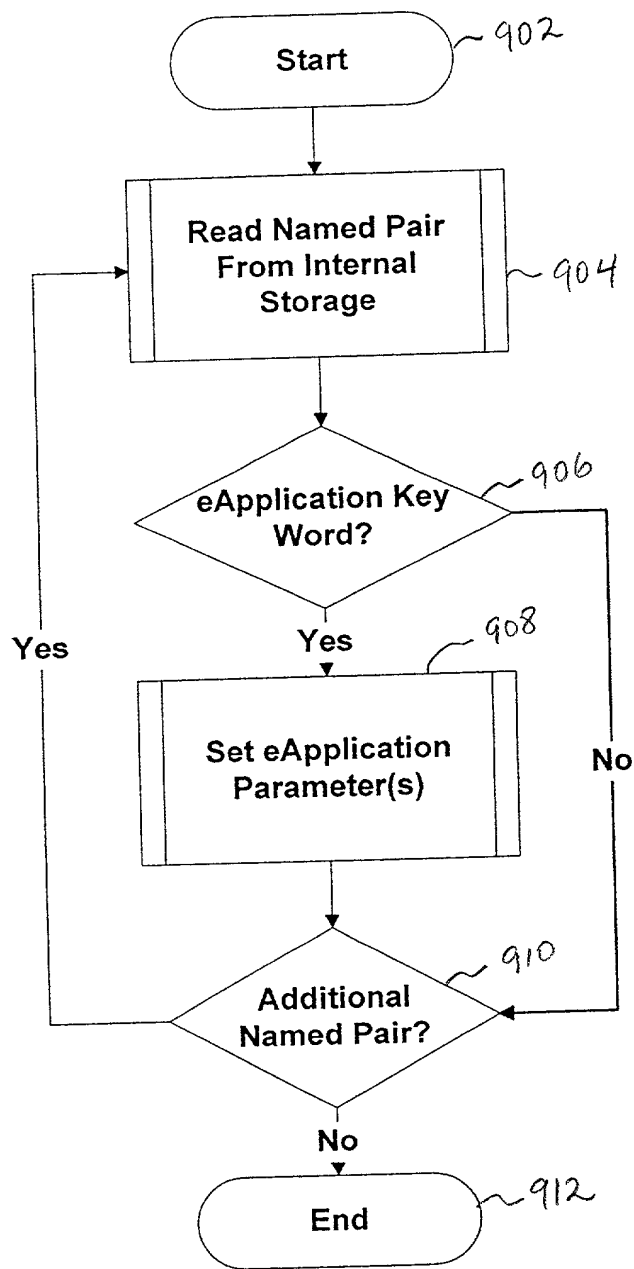 Start
902
Read Named Pair
From Internal
Storage
904
eApplication Key
Word?
906
Yes
908
Yes
Set eApplication
Parameter(s)
No
910
Additional
Named Pair?
No
End
912